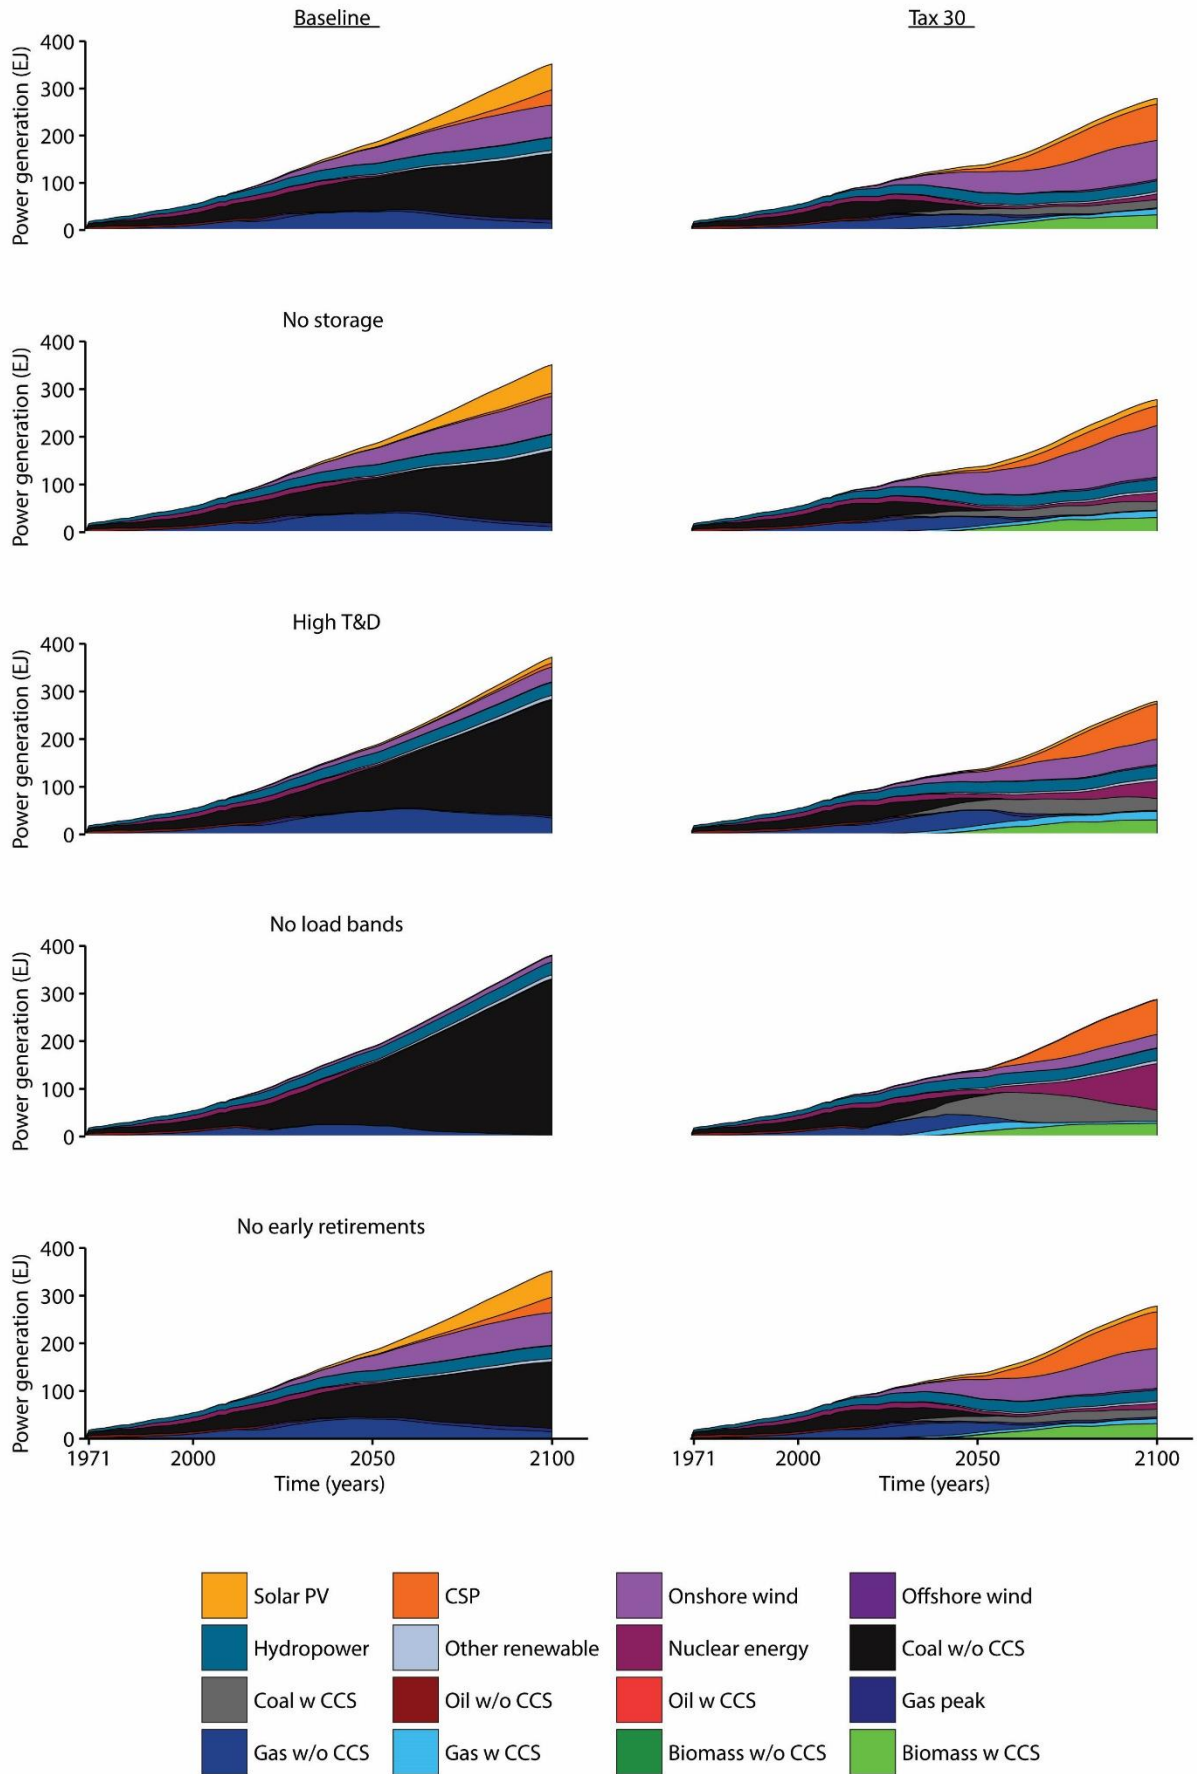 Baseline
Tax 30
Power generation (EJ)
400
300
200
100
0
No storage
Power generation (EJ)
400
300
200
100
0
High T&D
Power generation (EJ)
400
300
200
100
0
No load bands
Power generation (EJ)
400
300
200
100
0
No early retirements
Power generation (EJ)
400
300
200
100
0
1971 2000 2050 2100
Time (years)
1971 2000 2050 2100
Time (years)
Solar PV CSP Onshore wind Offshore wind
Hydropower Other renewable Nuclear energy Coal w/o CCS
Coal w CCS Oil w/o CCS Oil w CCS Gas peak
Gas w/o CCS Gas w CCS Biomass w/o CCS Biomass w CCS